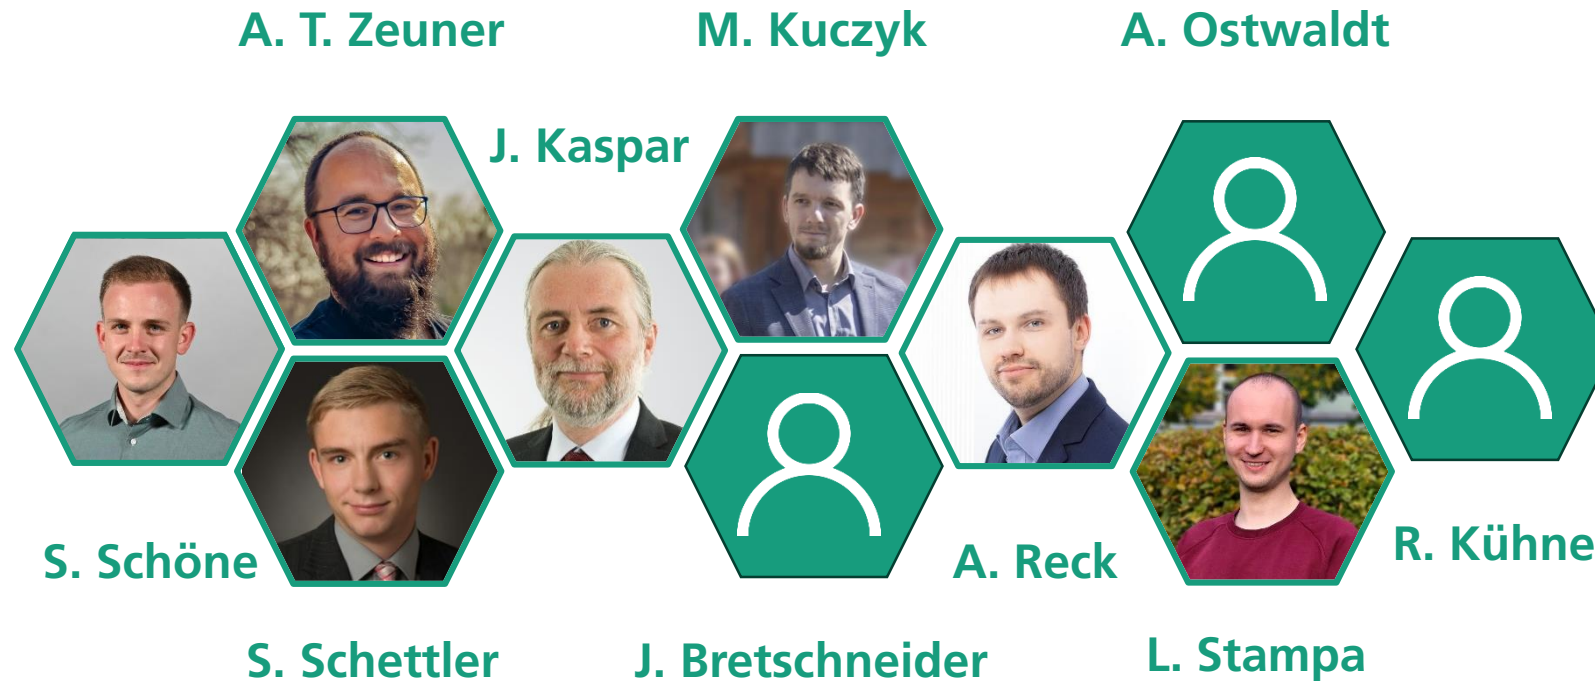 A. T. Zeuner
M. Kuczyk
A. Ostwaldt
J. Kaspar
S. Schöne
A. Reck
R. Kühne
S. Schettler
J. Bretschneider
L. Stampa